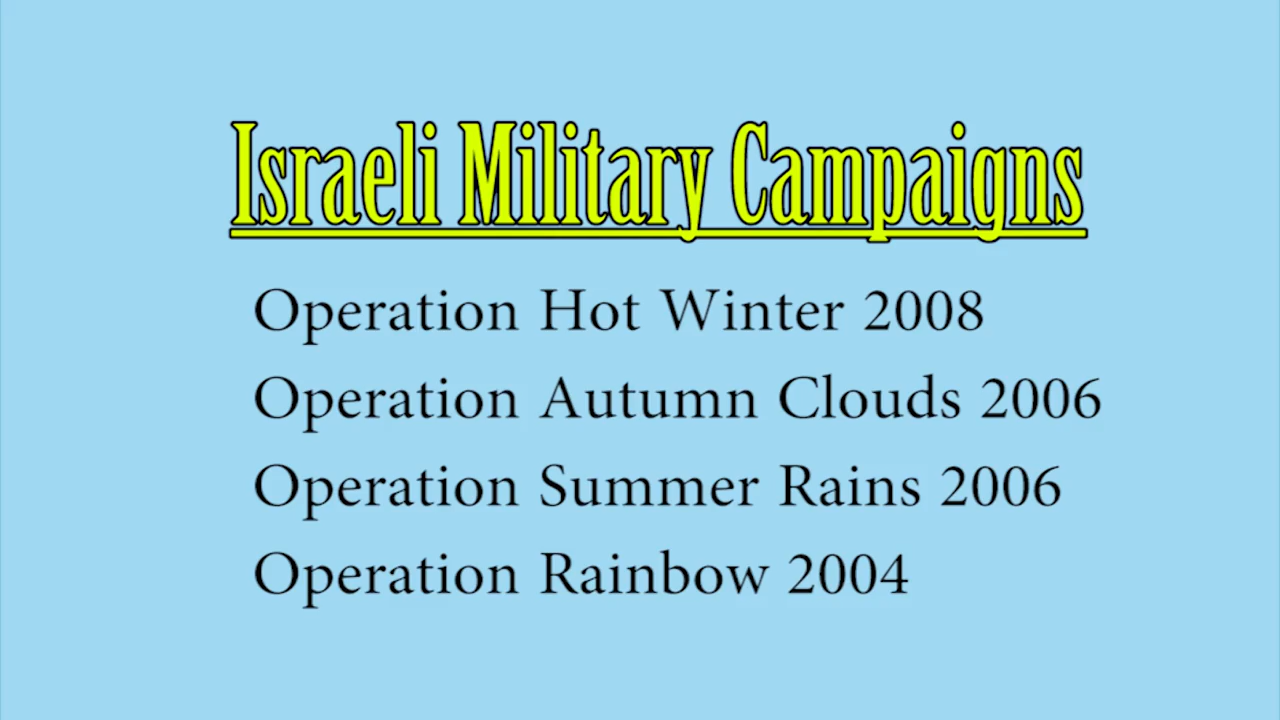 Israeli Military Campaigns
Operation Hot Winter 2008
Operation Autumn Clouds 2006
Operation Summer Rains 2006
Operation Rainbow 2004